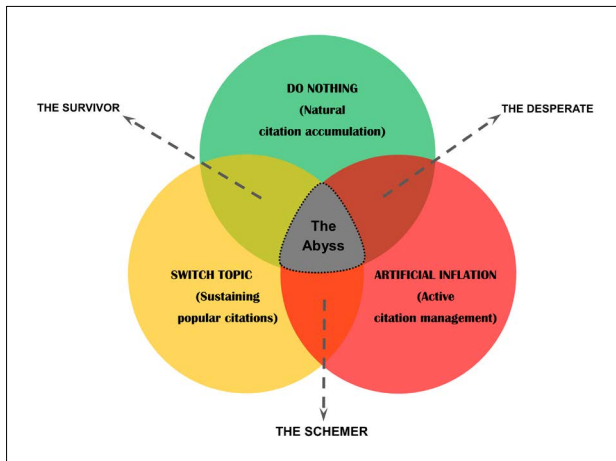 DO NOTHING
(Natural
citation accumulation)
THE SURVIVOR
THE DESPERATE
The
Abyss
SWITCH TOPIC
(Sustaining
popular citations)
ARTIFICIAL INFLATION
(Active
citation management)
THE SCHEMER